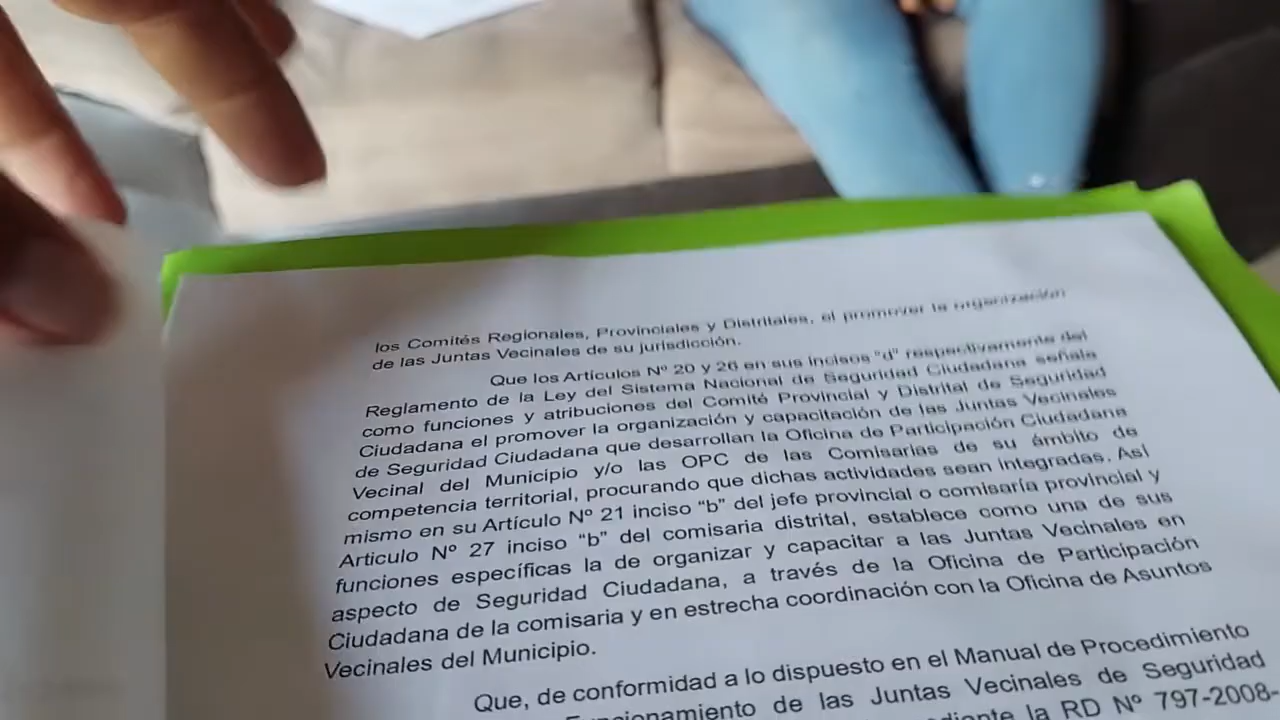 los Comités Regionales, Provinciales y Distritales, el promover la organización
de las Juntas Vecinales de su jurisdicción.
Que los Artículos Nº 20 y 26 en sus incisos "d" respectivamente del
Reglamento de la Ley del Sistema Nacional de Seguridad Ciudadana señala
como funciones y atribuciones del Comité Provincial y Distrital de Seguridad
Ciudadana el promover la organización y capacitación de las Juntas Vecinales
de Seguridad Ciudadana que desarrollan la Oficina de Participación Ciudadana
Vecinal del Municipio y/o las OPC de las Comisarias de su ámbito de
competencia territorial, procurando que dichas actividades sean integradas. Así
mismo en su Artículo Nº 21 inciso “b” del jefe provincial o comisaría provincial y
Articulo Nº 27 inciso “b” del comisaria distrital, establece como una de sus
funciones específicas la de organizar y capacitar a las Juntas Vecinales en
aspecto de Seguridad Ciudadana, a través de la Oficina de Participación
Ciudadana de la comisaria y en estrecha coordinación con la Oficina de Asuntos
Vecinales del Municipio.
Que, de conformidad a lo dispuesto en el Manual de Procedimiento
de las Juntas Vecinales de Seguridad
la RD Nº 797-2008-